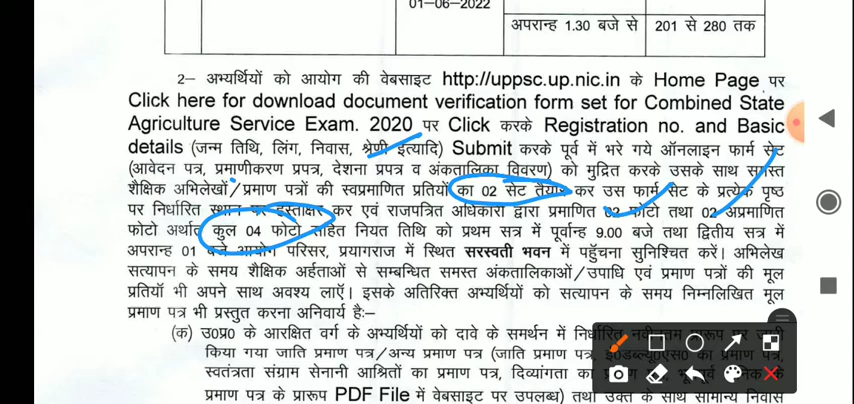 01-06-2022
अपरान्ह 1.30 बजे से 201 से 280 तक
2– अभ्यर्थियों को आयोग की वेबसाइट http://uppsc.up.nic.in के Home Page पर
Click here for download document verification form set for Combined State
Agriculture Service Exam. 2020 पर Click करके Registration no. and Basic
details (जन्म तिथि, लिंग, निवास, श्रेणी इत्यादि) Submit करके पूर्व में भरे गये ऑनलाइन फार्म सेट
(आवेदन पत्र, प्रमाणीकरण प्रपत्र, देशना प्रपत्र व अंकतालिका विवरण) को मुद्रित करके उसके साथ समस्त
शैक्षिक अभिलेखों/प्रमाण पत्रों की स्वप्रमाणित प्रतियों का 02 सेट तैयार कर उस फार्म सेट के प्रत्येक पृष्ठ
पर निर्धारित स्थान पर हस्ताक्षर कर एवं राजपत्रित अधिकारी द्वारा प्रमाणित 02 फोटो तथा 02 अप्रमाणित
फोटो अर्थात कुल 04 फोटो सहित नियत तिथि को प्रथम सत्र में पूर्वान्ह 9.00 बजे तथा द्वितीय सत्र में
अपरान्ह 01 बजे आयोग परिसर, प्रयागराज में स्थित सरस्वती भवन में पहुँचना सुनिश्चित करें। अभिलेख
सत्यापन के समय शैक्षिक अर्हताओं से सम्बन्धित समस्त अंकतालिकाओं/उपाधि एवं प्रमाण पत्रों की मूल
प्रतियाँ भी अपने साथ अवश्य लाएँ। इसके अतिरिक्त अभ्यर्थियों को सत्यापन के समय निम्नलिखित मूल
प्रमाण पत्र भी प्रस्तुत करना अनिवार्य है:–
(क) उ0प्र0 के आरक्षित वर्ग के अभ्यर्थियों को दावे के समर्थन में निर्धारित नवीनतम प्रारूप पर जारी
किया गया जाति प्रमाण पत्र/अन्य प्रमाण पत्र (जाति प्रमाण पत्र, ई0डब्ल्यू0एस0 का प्रमाण पत्र,
स्वतंत्रता संग्राम सेनानी आश्रितों का प्रमाण पत्र, दिव्यांगता का
प्रमाण पत्र के प्रारूप PDF File में वेबसाइट पर उपलब्ध) तथा उक्त के साथ सामान्य निवास